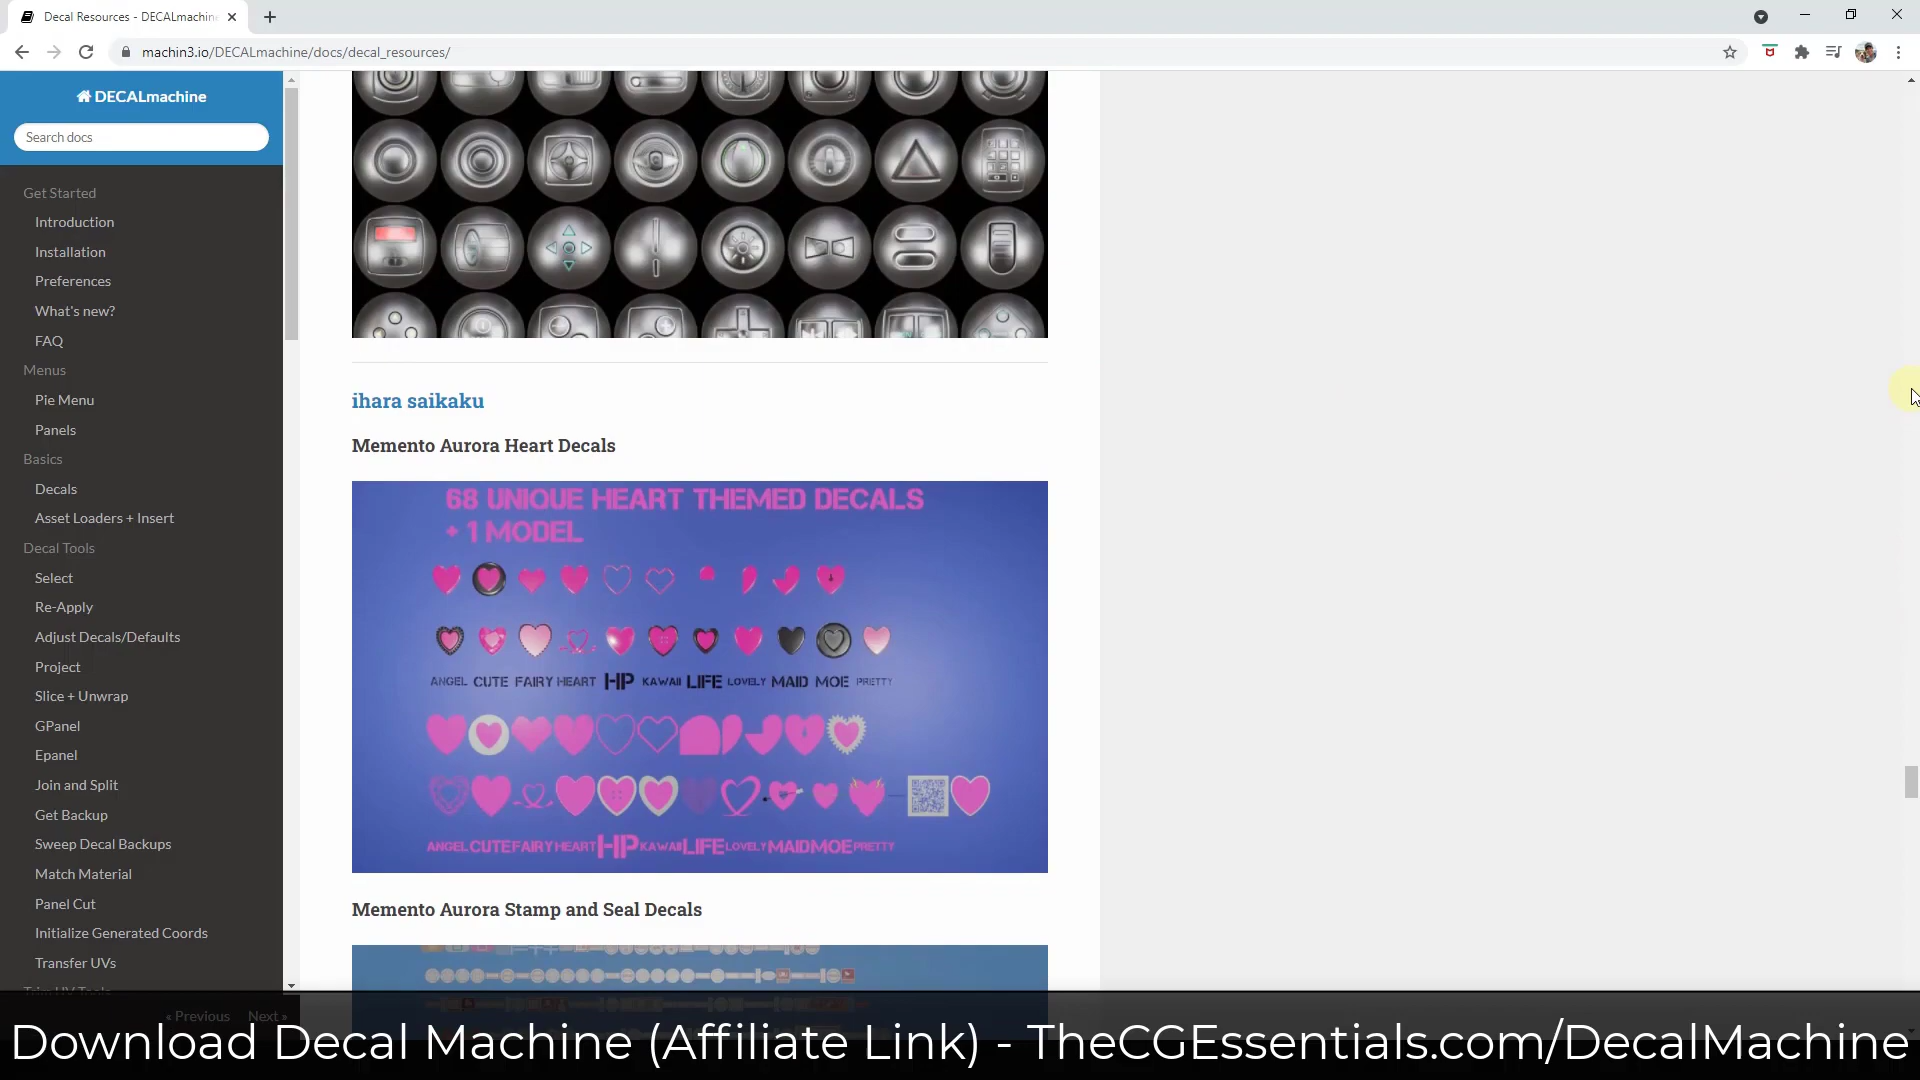 Decal Resources - DECALmachin
machin3.io/DECALmachine/docs/decal_resources/
DECALmachine
Search docs
Get Started
Introduction
Installation
Preferences
What's new?
FAQ
Menus
Pie Menu
Panels
Basics
Decals
Asset Loaders + Insert
Decal Tools
Select
Re-Apply
Adjust Decals/Defaults
Project
Slice + Unwrap
GPanel
Epanel
Join and Split
Get Backup
Sweep Decal Backups
Match Material
Panel Cut
Initialize Generated Coords
Transfer UVs
Trim UV Tools
« Previous Next »
ihara saikaku
Memento Aurora Heart Decals
68 UNIQUE HEART THEMED DECALS
+ 1 MODEL
ANGEL CUTE FAIRY HEART HP KAWAII LIFE LOVELY MAID MOE PRETTY
ANGEL CUTE FAIRY HEART HP KAWAII LIFE LOVELY MAID MOE PRETTY
Memento Aurora Stamp and Seal Decals
Download Decal Machine (Affiliate Link) - TheCGEssentials.com/DecalMachine